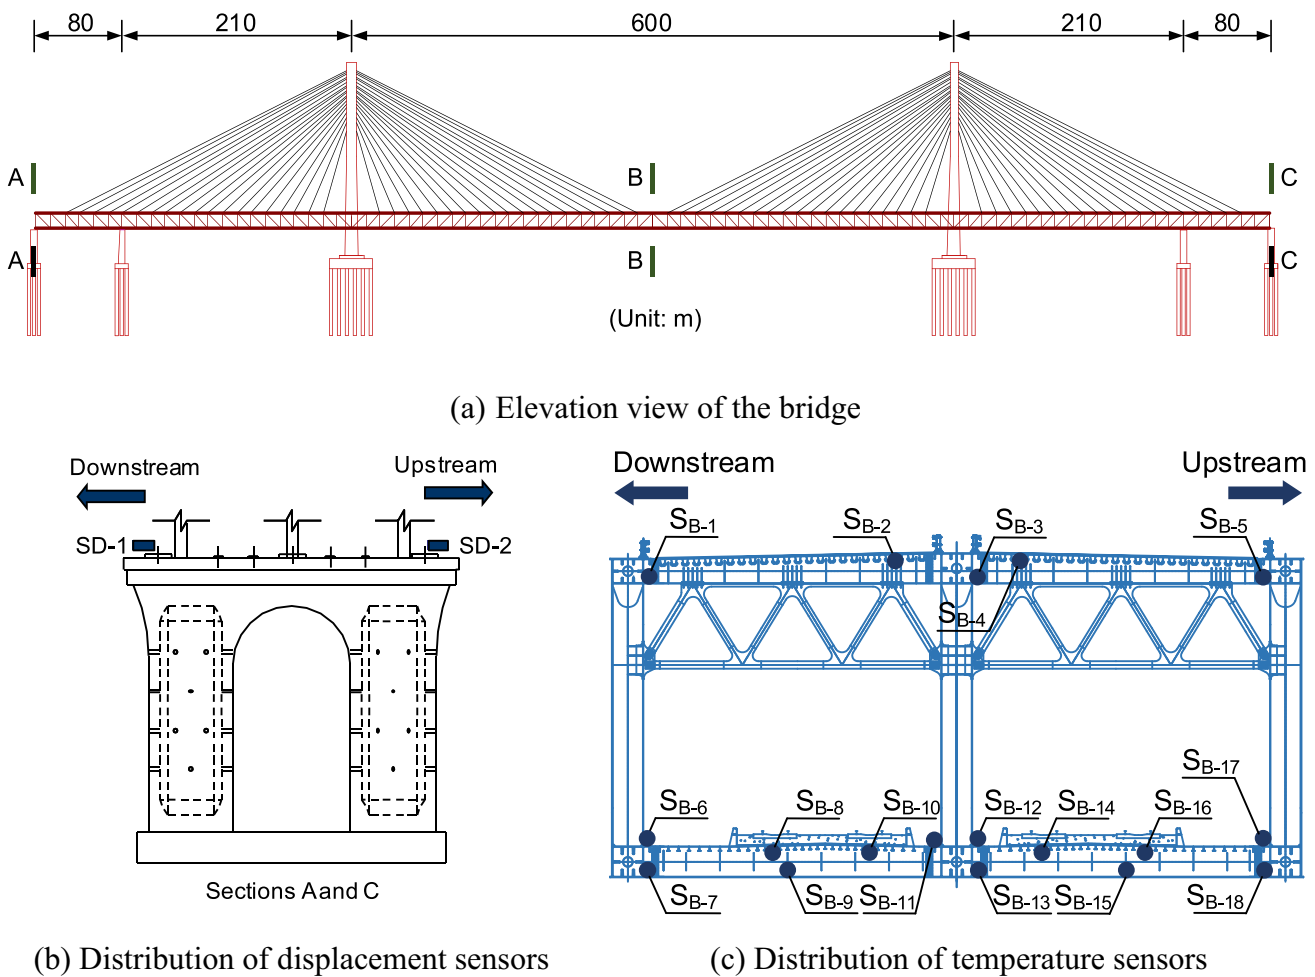 80 210 600 210 80
A B C
A B C
(Unit: m)
(a) Elevation view of the bridge
Downstream Upstream
SD-1 SD-2
Sections A and C
(b) Distribution of displacement sensors
Downstream Upstream
SB-1 SB-2 SB-3 SB-5
SB-4
SB-17
SB-6 SB-8 SB-10 SB-12 SB-14 SB-16
SB-7 SB-9 SB-11 SB-13 SB-15 SB-18
(c) Distribution of temperature sensors